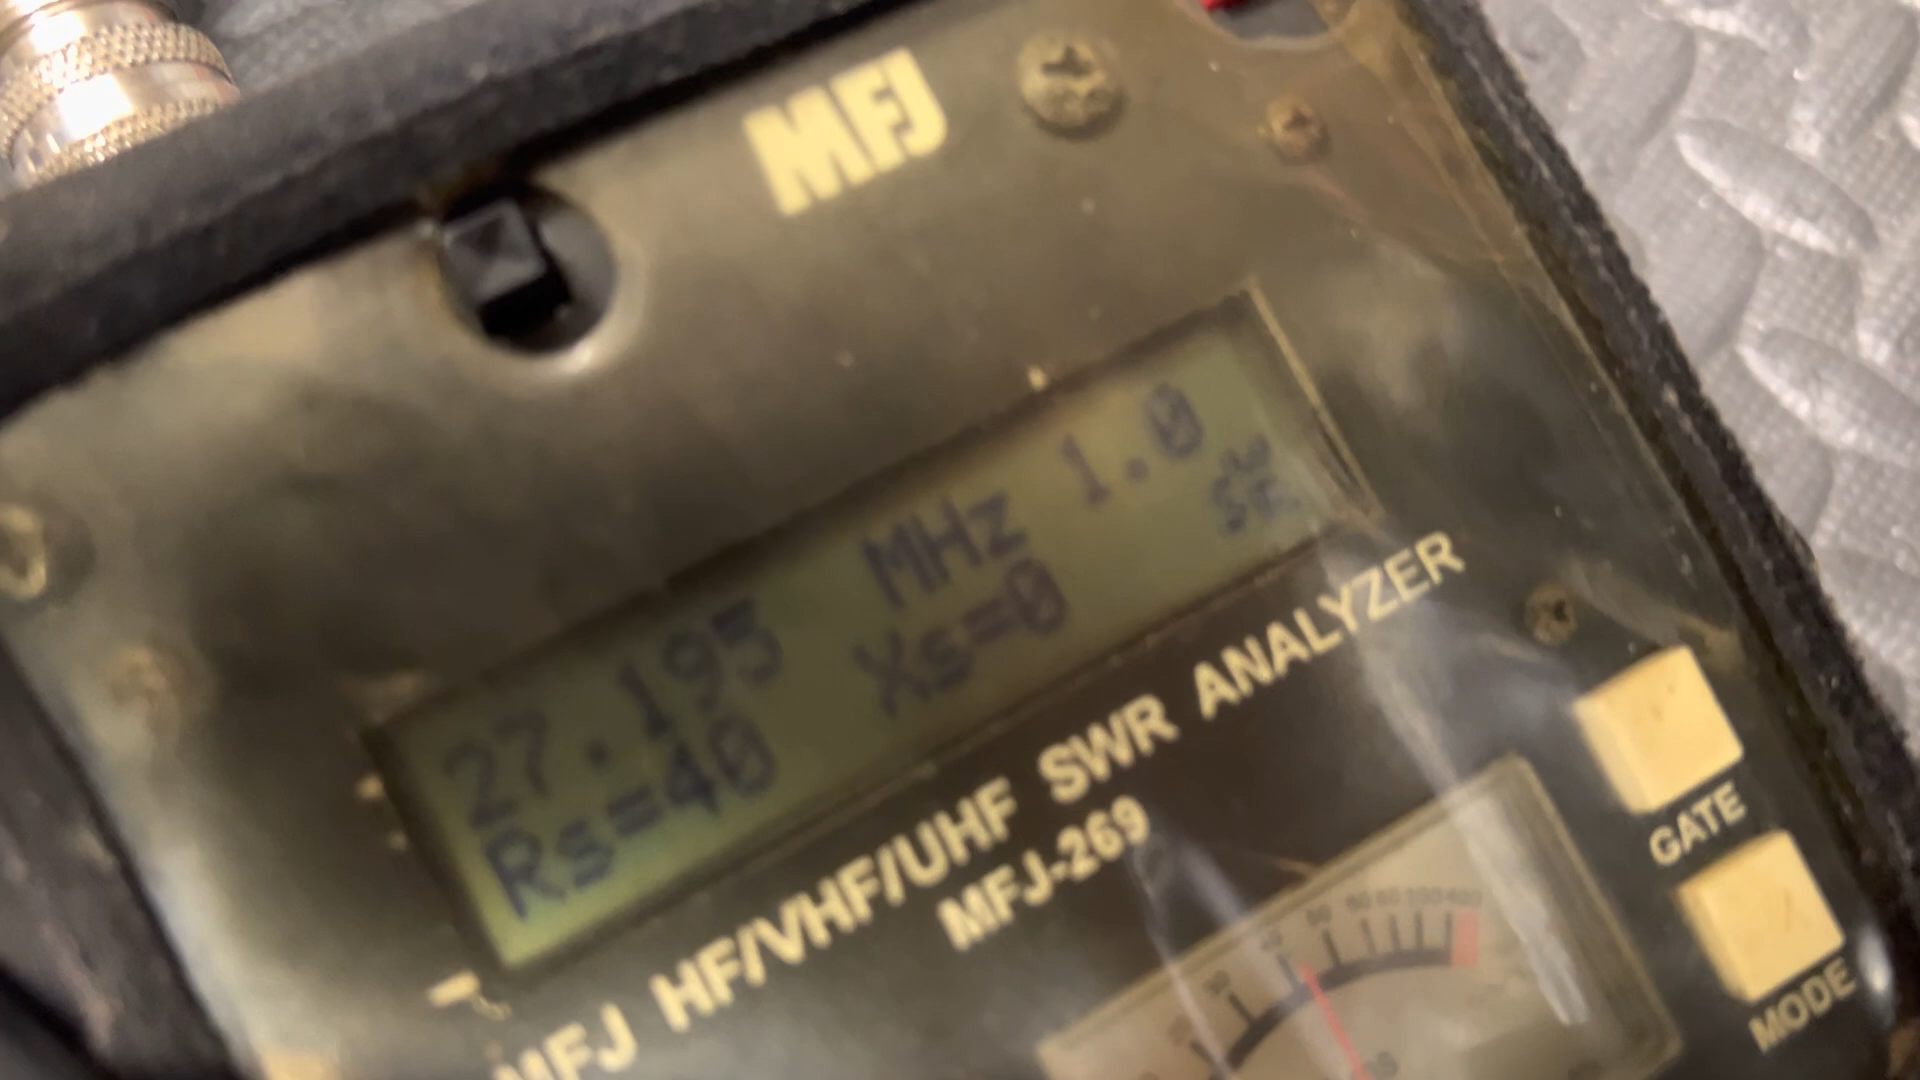 MFJ
27.195 MHz 1.0
Rs=40 Xs=0 SWR
MFJ HF/VHF/UHF SWR ANALYZER
MFJ-269
GATE
MODE